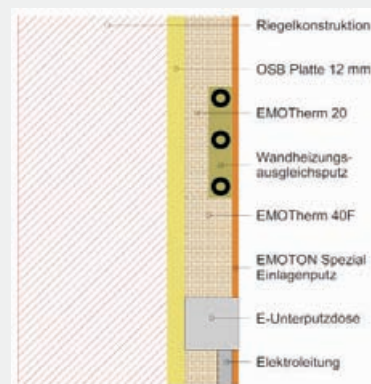 Riegelkonstruktion
OSB Platte 12 mm
EMOTherm 20
Wandheizungs-
ausgleichsputz
EMOTherm 40F
EMOTON Spezial
Einlagenputz
E-Unterputzdose
Elektroleitung